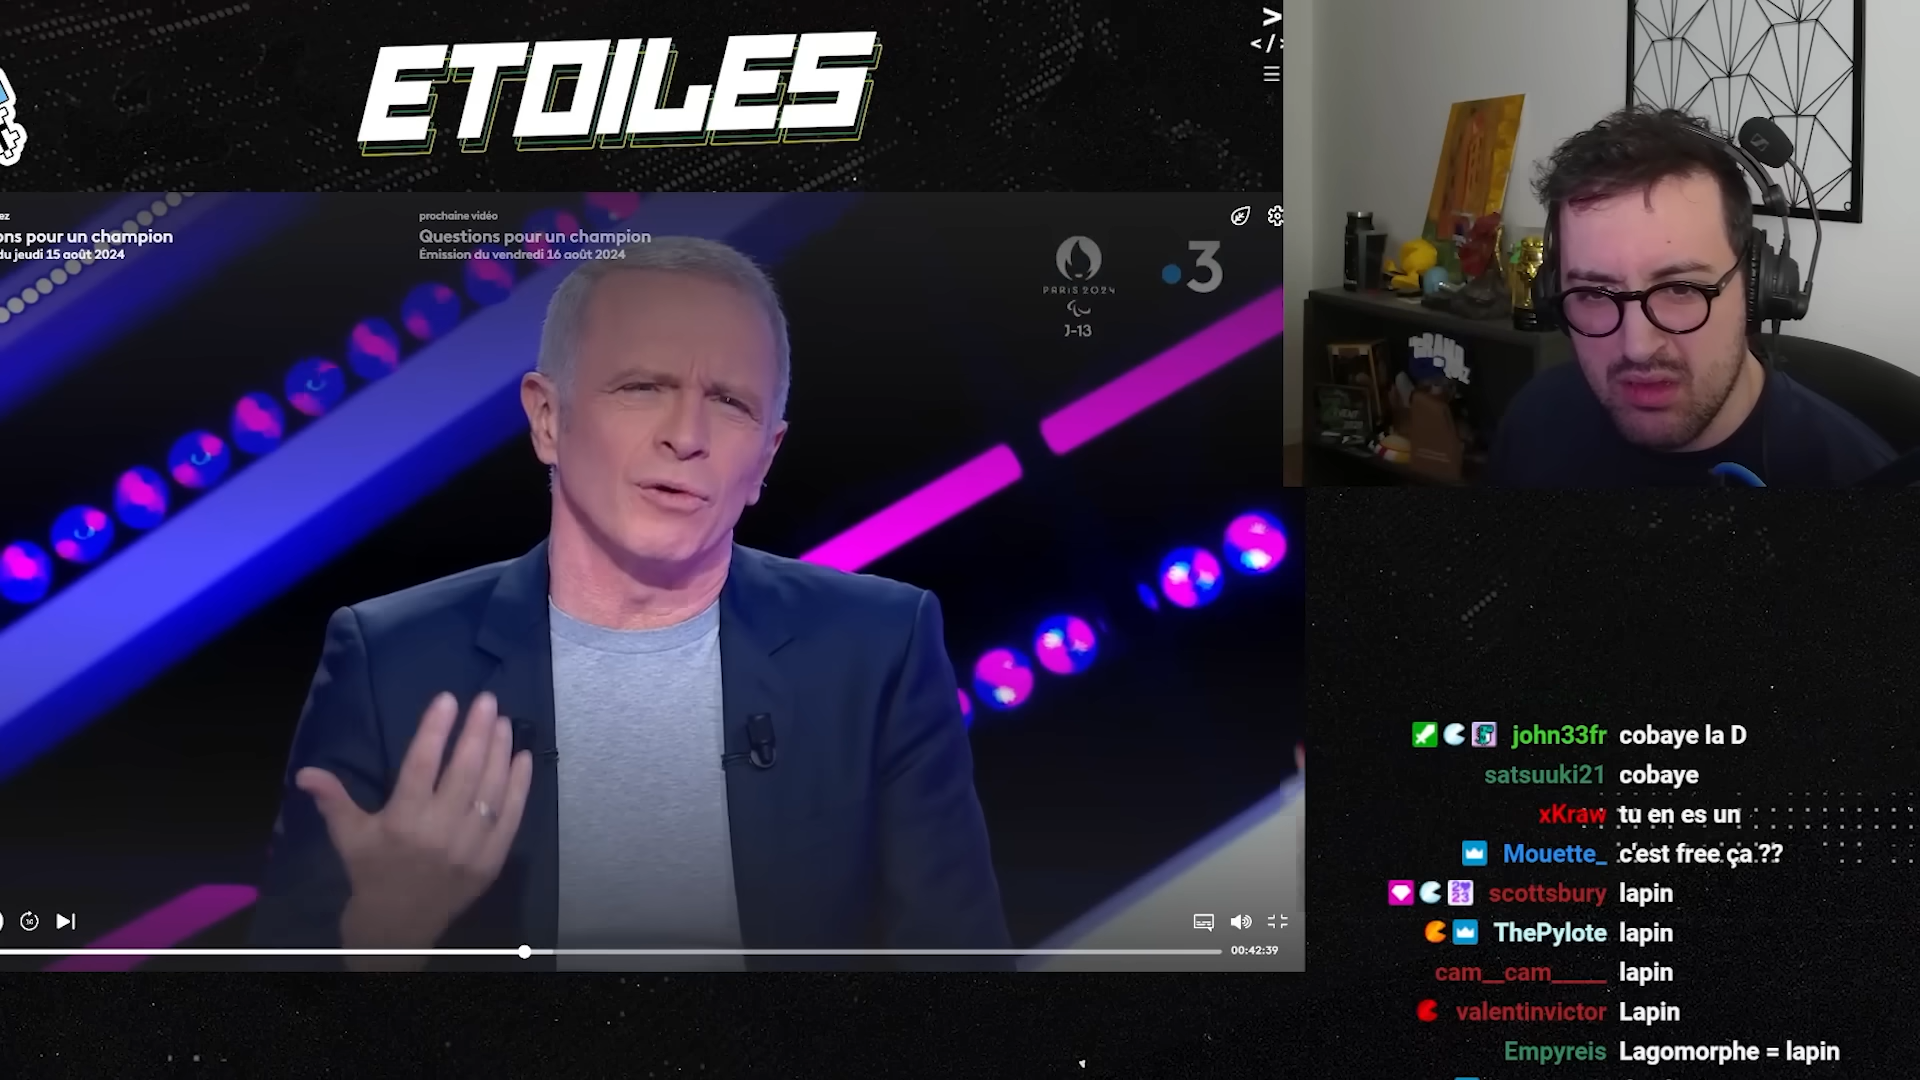 ETOILES
>
</>
ez
ons pour un champion
du jeudi 15 août 2024
prochaine vidéo
Questions pour un champion
Émission du vendredi 16 août 2024
PARIS 2024
J-13
3
john33fr cobaye la D
satsuuki21 cobaye
xKraw tu en es un
Mouette_ c'est free ça ??
scottsbury lapin
ThePylote lapin
cam__cam_____ lapin
valentinvictor Lapin
Empyreis Lagomorphe = lapin
00:42:39